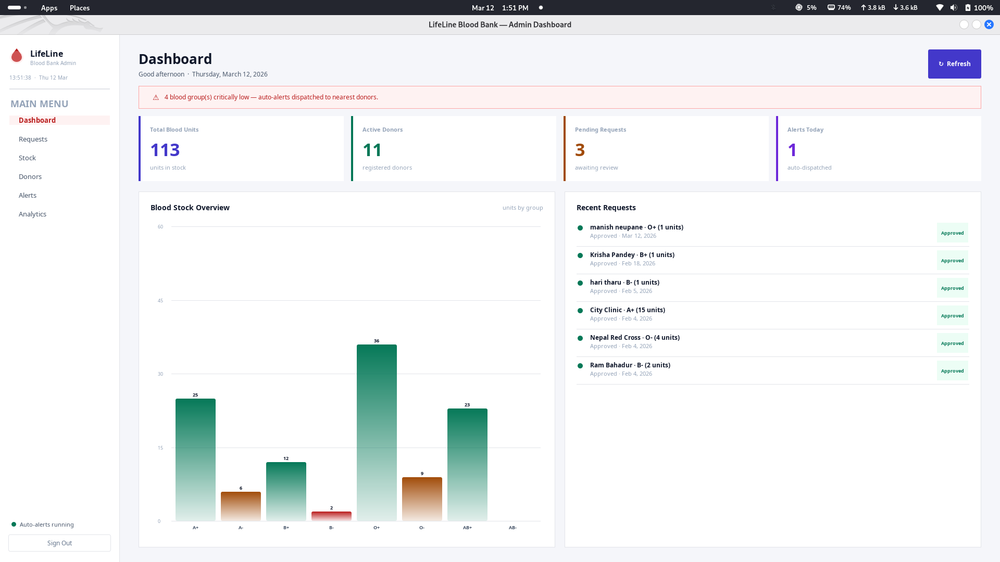 Apps Places Mar 12 1:51 PM 5% 74% 3.8 kB 3.6 kB 100%
LifeLine Blood Bank — Admin Dashboard
LifeLine
Blood Bank Admin
13:51:38 · Thu 12 Mar
MAIN MENU
Dashboard
Requests
Stock
Donors
Alerts
Analytics
Auto-alerts running
Sign Out
Dashboard
Good afternoon · Thursday, March 12, 2026
↻ Refresh
⚠ 4 blood group(s) critically low — auto-alerts dispatched to nearest donors.
Total Blood Units
113
units in stock
Active Donors
11
registered donors
Pending Requests
3
awaiting review
Alerts Today
1
auto-dispatched
Blood Stock Overview units by group
60
45
30
15
0
25
6
12
2
36
9
23
A+ A- B+ B- O+ O- AB+ AB-
Recent Requests
manish neupane · O+ (1 units)
Approved · Mar 12, 2026
Approved
Krisha Pandey · B+ (1 units)
Approved · Feb 18, 2026
Approved
hari tharu · B- (1 units)
Approved · Feb 5, 2026
Approved
City Clinic · A+ (15 units)
Approved · Feb 4, 2026
Approved
Nepal Red Cross · O- (4 units)
Approved · Feb 4, 2026
Approved
Ram Bahadur · B- (2 units)
Approved · Feb 4, 2026
Approved